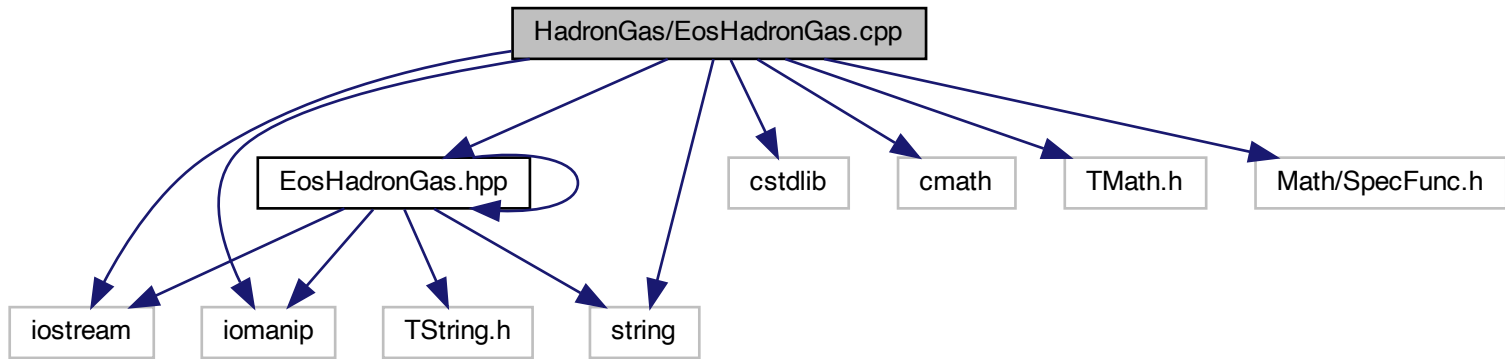 HadronGas/EosHadronGas.cpp
EosHadronGas.hpp
cstdlib
cmath
TMath.h
Math/SpecFunc.h
iostream
iomanip
TString.h
string